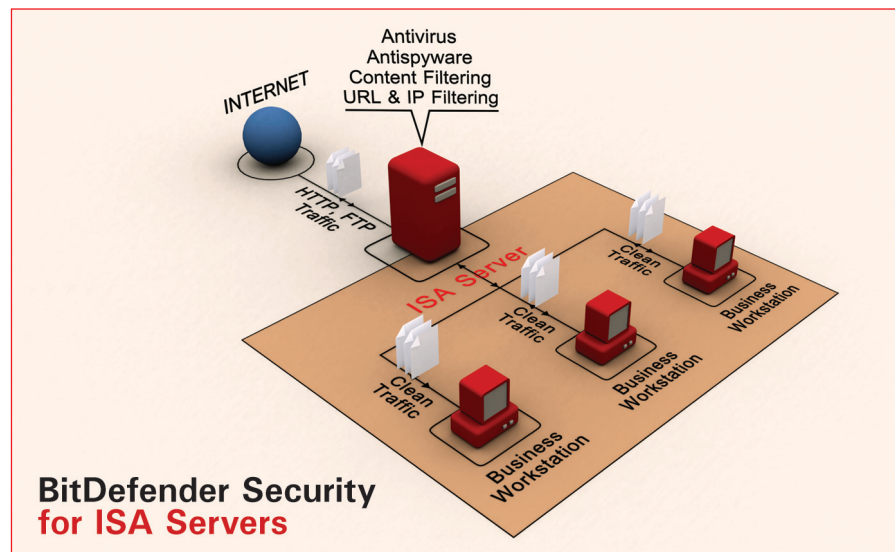 Antivirus
Antispyware
Content Filtering
URL & IP Filtering
INTERNET
HTTP, FTP
Traffic
ISA Server
Clean
Traffic
Business
Workstation
Clean
Traffic
Business
Workstation
Clean
Traffic
Business
Workstation
BitDefender Security
for ISA Servers